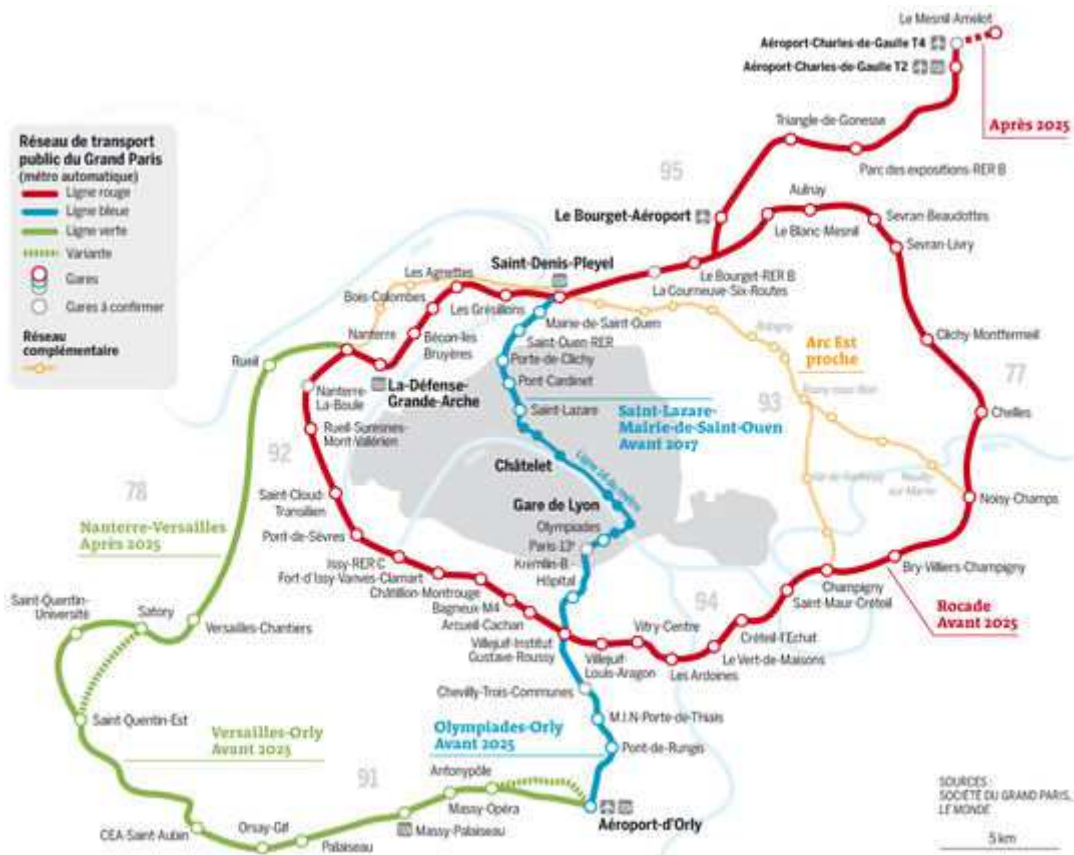 Le Mesnil-Amelot
Aéroport-Charles-de-Gaulle T4
Aéroport-Charles-de-Gaulle T2
Après 2025
Triangle-de-Gonesse
Parc des expositions-RER B
Réseau de transport
public du Grand Paris
(métro automatique)
Ligne rouge
Ligne bleue
Ligne verte
Variante
Gares
Gares à confirmer
Réseau
complémentaire
95
Aulnay
Le Bourget-Aéroport
Le Blanc-Mesnil
Sevran-Beaudottes
Sevran-Livry
Saint-Denis-Pleyel
Les Agnettes
Le Bourget-RER B
La Courneuve-Six-Routes
Bois-Colombes
Les Grésillons
Mairie-de-Saint-Ouen
Nanterre
Bécon-les
Bruyères
Saint-Ouen-RER
Porte-de-Clichy
Arc Est
proche
Clichy-Montfermeil
Rueil
Nanterre-
La-Boule
La-Défense-
Grande-Arche
Pont-Cardinet
Saint-Lazare
Saint-Lazare-
Mairie-de-Saint-Ouen
Avant 2017
93
77
Chelles
Rueil-Suresnes-
Mont-Valérien
92
Châtelet
78
Saint-Cloud-
Transilien
Gare de Lyon
Noisy-Champs
Nanterre-Versailles
Après 2025
Pont-de-Sèvres
Olympiades
Paris-13e
Issy-RER C
Fort-d'Issy-Vanves-Clamart
Kremlin-B -
Hôpital
Bry-Villiers-Champigny
Châtillon-Montrouge
Champigny
Saint-Maur-Créteil
Saint-Quentin-
Université
Satory
Versailles-Chantiers
Bagneux-M4
Arcueil-Cachan
94
Rocade
Avant 2025
Villejuif-Institut
Gustave-Roussy
Vitry-Centre
Créteil-l'Echat
Villejuif-
Louis-Aragon
Le Vert-de-Maisons
Les Ardoines
Chevilly-Trois-Communes
Saint-Quentin-Est
Versailles-Orly
Avant 2025
Olympiades-Orly
Avant 2025
M.I.N-Porte-de-Thiais
Pont-de-Rungis
91
Antonypôle
Massy-Opéra
Aéroport-d'Orly
CEA-Saint-Aubin
Orsay-Gif
Massy-Palaiseau
Palaiseau
SOURCES :
SOCIÉTÉ DU GRAND PARIS,
LE MONDE
5 km